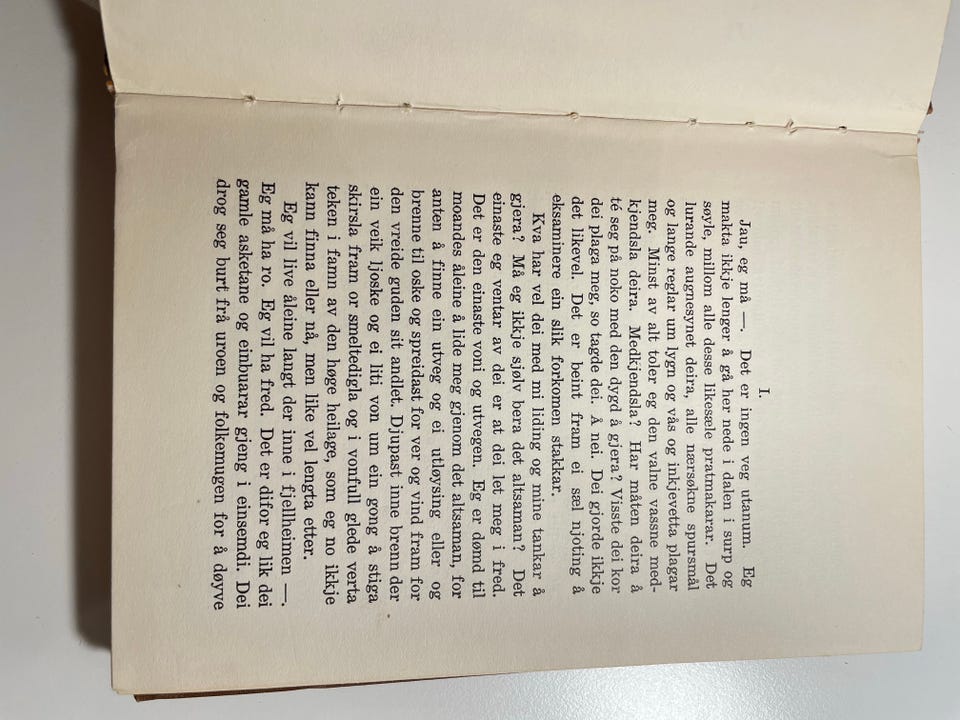 I.
Jau, eg må —. Det er ingen veg utanum. Eg
makta ikkje lenger å gå her nede i dalen i surp og
søyle, millom alle desse likesæle pratmakarar. Det
lurande augnesynet deira, alle nærsøkne spursmål
og lange reglar um lygn og vås og inkjevetta plagar
meg. Minst av alt toler eg den valne vassne med-
kjendsla deira. Medkjendsla? Har måten deira å
té seg på noko med den dygd å gjera? Visste dei kor
dei plaga meg, so tagde dei. Å nei. Dei gjorde ikkje
det likevel. Det er beint fram ei sæl njoting å
eksaminere ein slik forkomen stakkar.
Kva har vel dei med mi liding og mine tankar å
gjera? Må eg ikkje sjølv bera det altsaman? Det
einaste eg ventar av dei er at dei let meg i fred.
Det er den einaste voni og utvegen. Eg er dømd til
moandes åleine å lide meg gjenom det altsaman, for
anten å finne ein utveg og ei utløysing eller og
brenne til oske og spreidast for ver og vind fram for
den vreide guden sit andlet. Djupast inne brenn der
ein veik ljoske og ei liti von um ein gong å stiga
skirsla fram or smeltedigla og i vonfull glede verta
teken i famn av den høge heilage, som eg no ikkje
kann finna eller nå, men like vel lengta etter.
Eg vil live åleine langt der inne i fjellheimen —.
Eg må ha ro. Eg vil ha fred. Det er difor eg lik dei
gamle asketane og einbuarar gjeng i einsemdi. Dei
drog seg burt frå uroen og folkemugen for å døyve